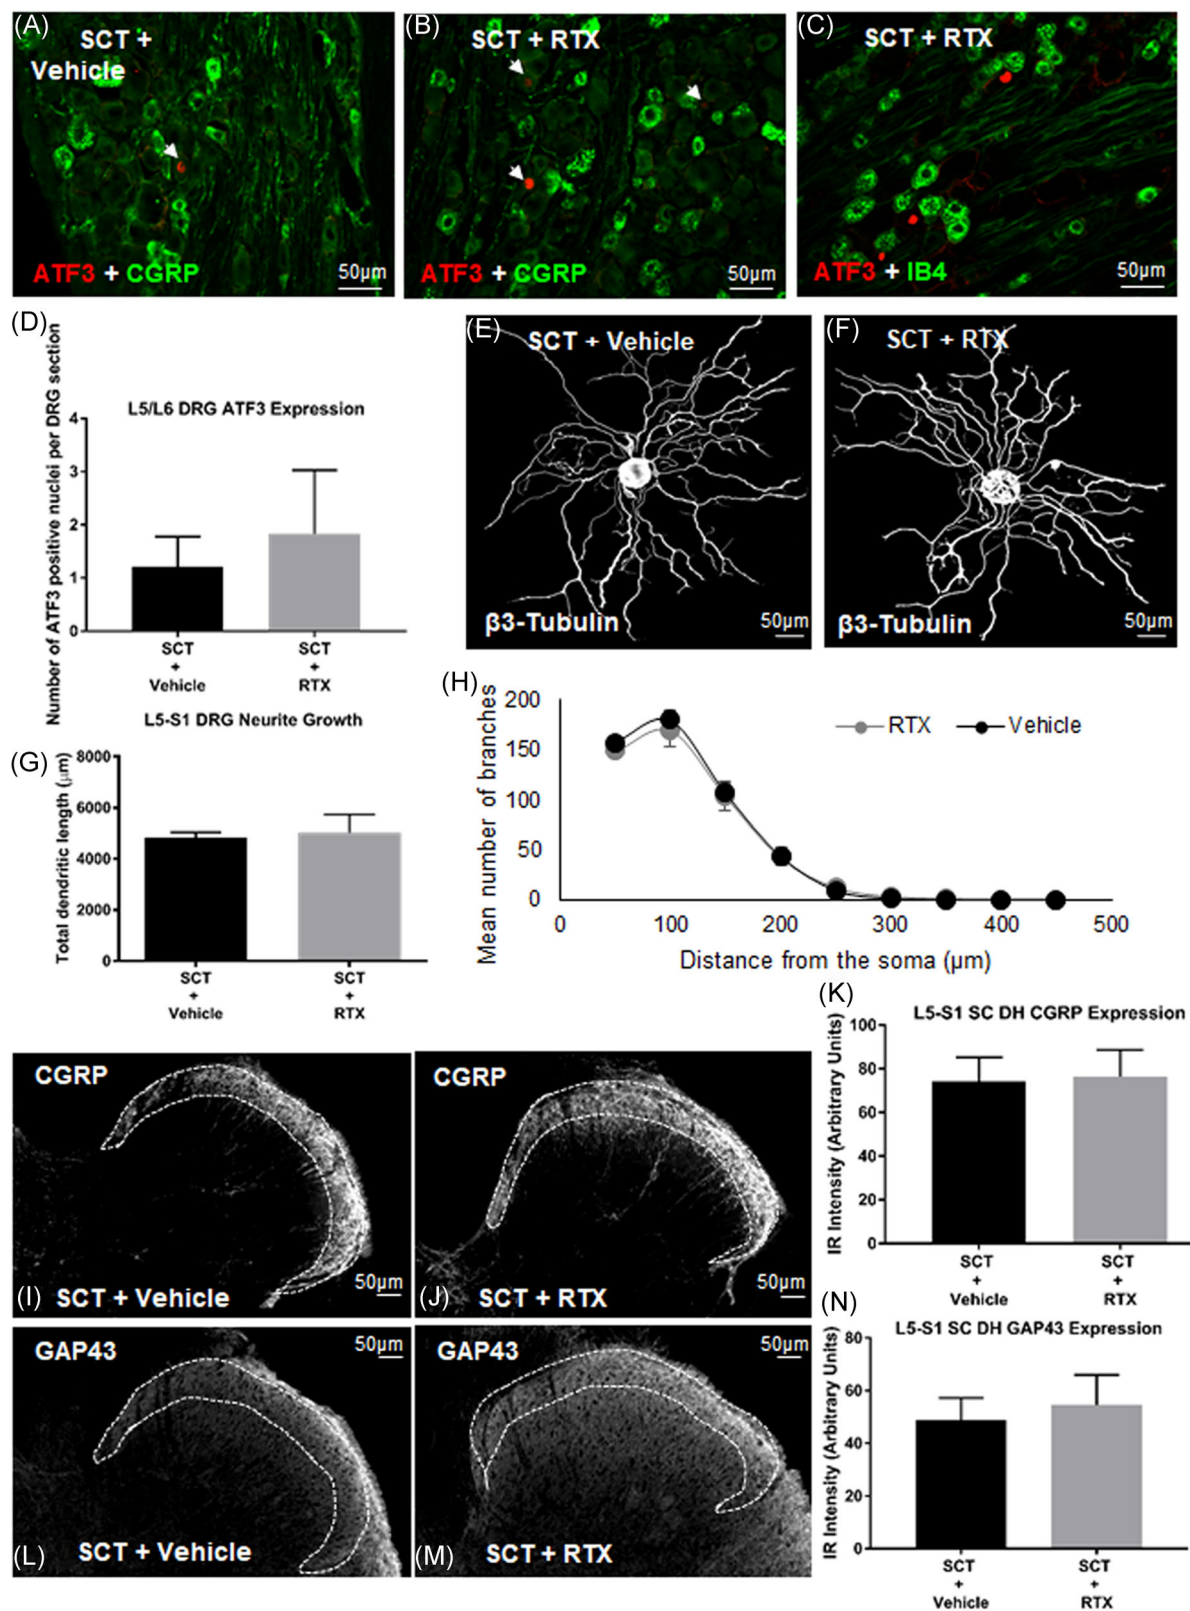 (A)
SCT +
Vehicle
ATF3 + CGRP
50µm
(B)
SCT + RTX
ATF3 + CGRP
50µm
(C)
SCT + RTX
ATF3 + IB4
50µm
(D)
L5/L6 DRG ATF3 Expression
Number of ATF3 positive nuclei per DRG section
4
3
2
1
0
SCT
+
Vehicle
SCT
+
RTX
(E)
SCT + Vehicle
β3-Tubulin
50µm
(F)
SCT + RTX
β3-Tubulin
50µm
(G)
L5-S1 DRG Neurite Growth
Total dendritic length (µm)
8000
6000
4000
2000
0
SCT
+
Vehicle
SCT
+
RTX
(H)
Mean number of branches
200
150
100
50
0
RTX
Vehicle
0
100
200
300
400
500
Distance from the soma (µm)
CGRP
(I)
SCT + Vehicle
50µm
CGRP
(J)
SCT + RTX
50µm
(K)
L5-S1 SC DH CGRP Expression
IR Intensity (Arbitrary Units)
100
80
60
40
20
0
SCT
+
Vehicle
SCT
+
RTX
GAP43
50µm
(L)
SCT + Vehicle
GAP43
50µm
(M)
SCT + RTX
(N)
L5-S1 SC DH GAP43 Expression
IR Intensity (Arbitrary Units)
80
60
40
20
0
SCT
+
Vehicle
SCT
+
RTX